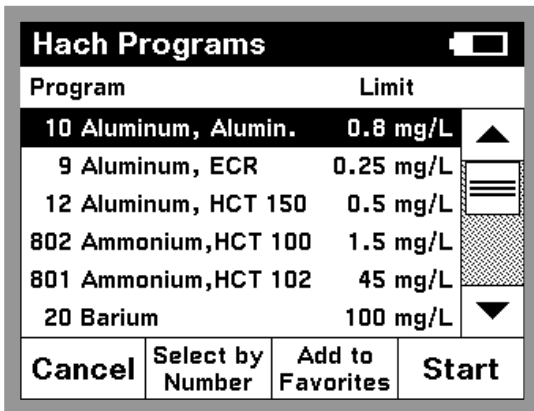 Hach Programs
Program Limit
10 Aluminum, Alumin. 0.8 mg/L
9 Aluminum, ECR 0.25 mg/L
12 Aluminum, HCT 150 0.5 mg/L
802 Ammonium,HCT 100 1.5 mg/L
801 Ammonium,HCT 102 45 mg/L
20 Barium 100 mg/L
Cancel
Select by
Number
Add to
Favorites
Start